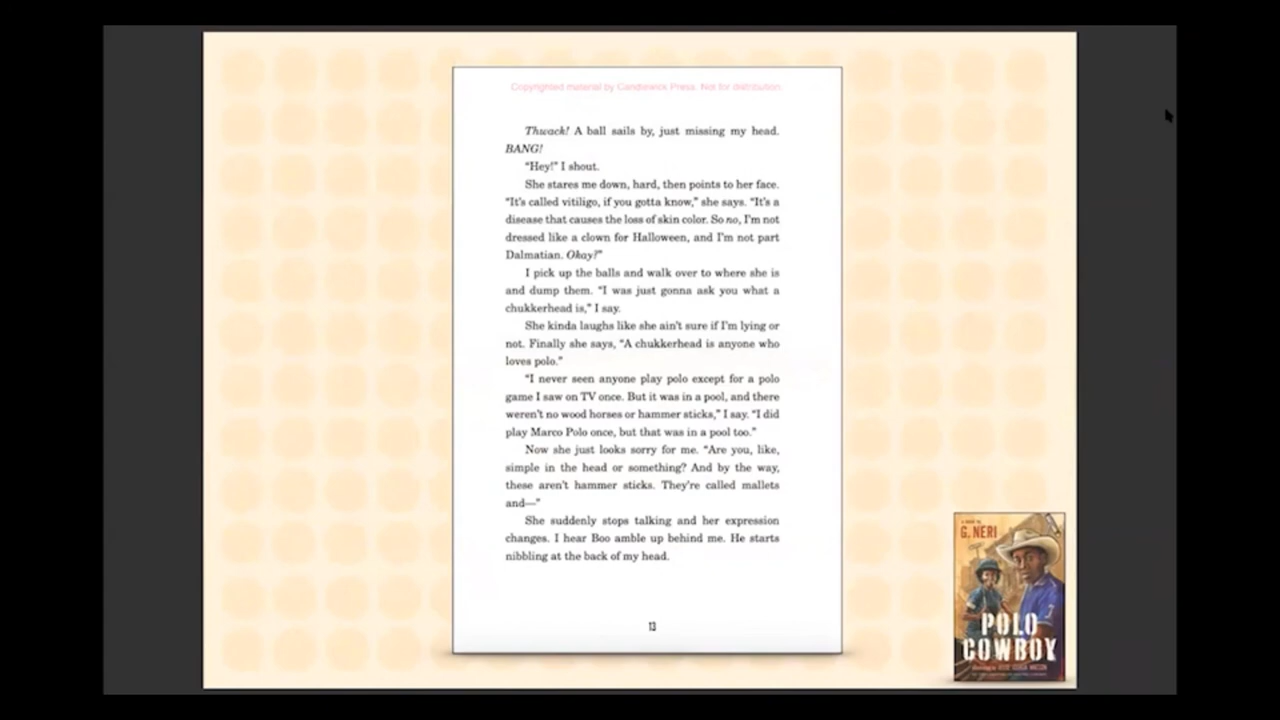 Copyrighted material by Candlewick Press. Not for distribution
Thwack! A ball sails by, just missing my head.
BANG!
“Hey!” I shout.
She stares me down, hard, then points to her face.
“It’s called vitiligo, if you gotta know,” she says. “It’s a
disease that causes the loss of skin color. So no, I’m not
dressed like a clown for Halloween, and I’m not part
Dalmatian. Okay?”
I pick up the balls and walk over to where she is
and dump them. “I was just gonna ask you what a
chukkerhead is,” I say.
She kinda laughs like she ain’t sure if I’m lying or
not. Finally she says, “A chukkerhead is anyone who
loves polo.”
“I never seen anyone play polo except for a polo
game I saw on TV once. But it was in a pool, and there
weren’t no wood horses or hammer sticks,” I say. “I did
play Marco Polo once, but that was in a pool too.”
Now she just looks sorry for me. “Are you, like,
simple in the head or something? And by the way,
these aren’t hammer sticks. They’re called mallets
and—”
She suddenly stops talking and her expression
changes. I hear Boo amble up behind me. He starts
nibbling at the back of my head.
13
G. NERI
POLO
COWBOY